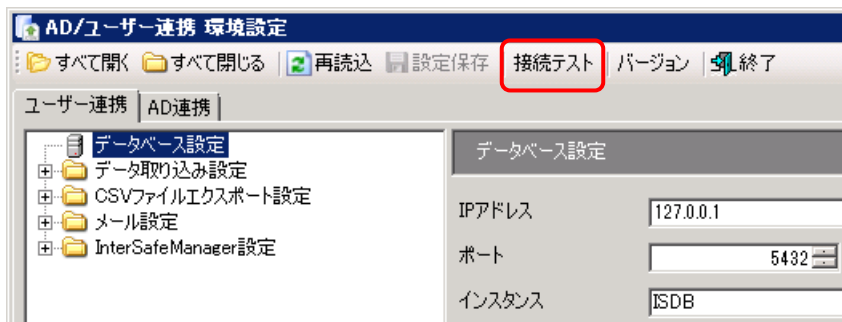 AD/ユーザー連携 環境設定
すべて開く すべて閉じる 再読込 設定保存 接続テスト バージョン 終了
ユーザー連携 AD連携
データベース設定
データ取り込み設定
CSVファイルエクスポート設定
メール設定
InterSafeManager設定
データベース設定
IPアドレス 127.0.0.1
ポート 5432
インスタンス ISDB